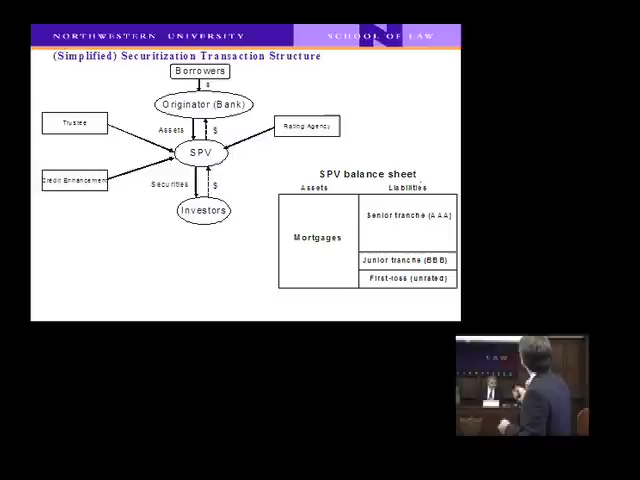 NORTHWESTERN UNIVERSITY
SCHOOL OF LAW
(Simplified) Securitization Transaction Structure
Borrowers
$
Originator (Bank)
Trustee
Assets
$
Rating Agency
SPV
Credit Enhancement
Securities
$
Investors
SPV balance sheet
Assets
Liabilities
Mortgages
Senior tranche (AAA)
Junior tranche (BBB)
First-loss (unrated)
LAW